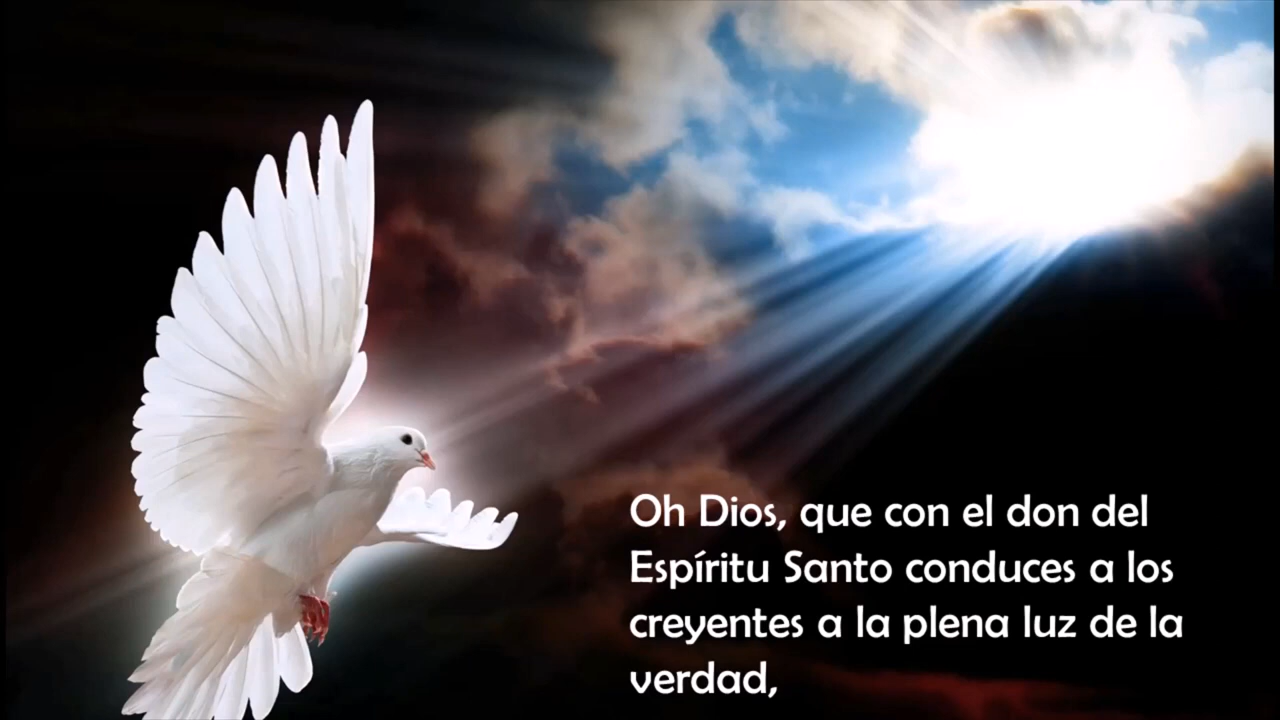 Oh Dios, que con el don del
Espíritu Santo conduces a los
creyentes a la plena luz de la
verdad,